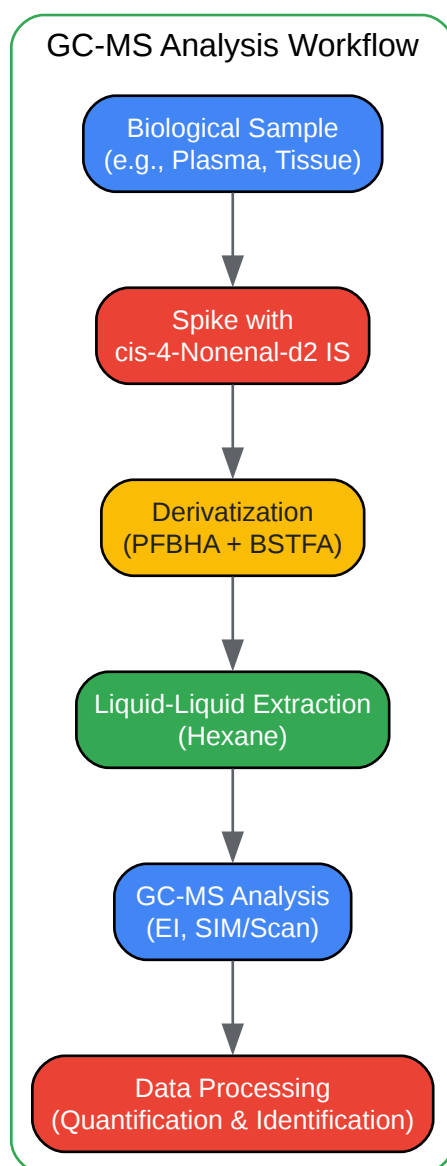 GC-MS Analysis Workflow
Biological Sample
(e.g., Plasma, Tissue)
Spike with
cis-4-Nonenal-d2 IS
Derivatization
(PFBHA + BSTFA)
Liquid-Liquid Extraction
(Hexane)
GC-MS Analysis
(EI, SIM/Scan)
Data Processing
(Quantification & Identification)